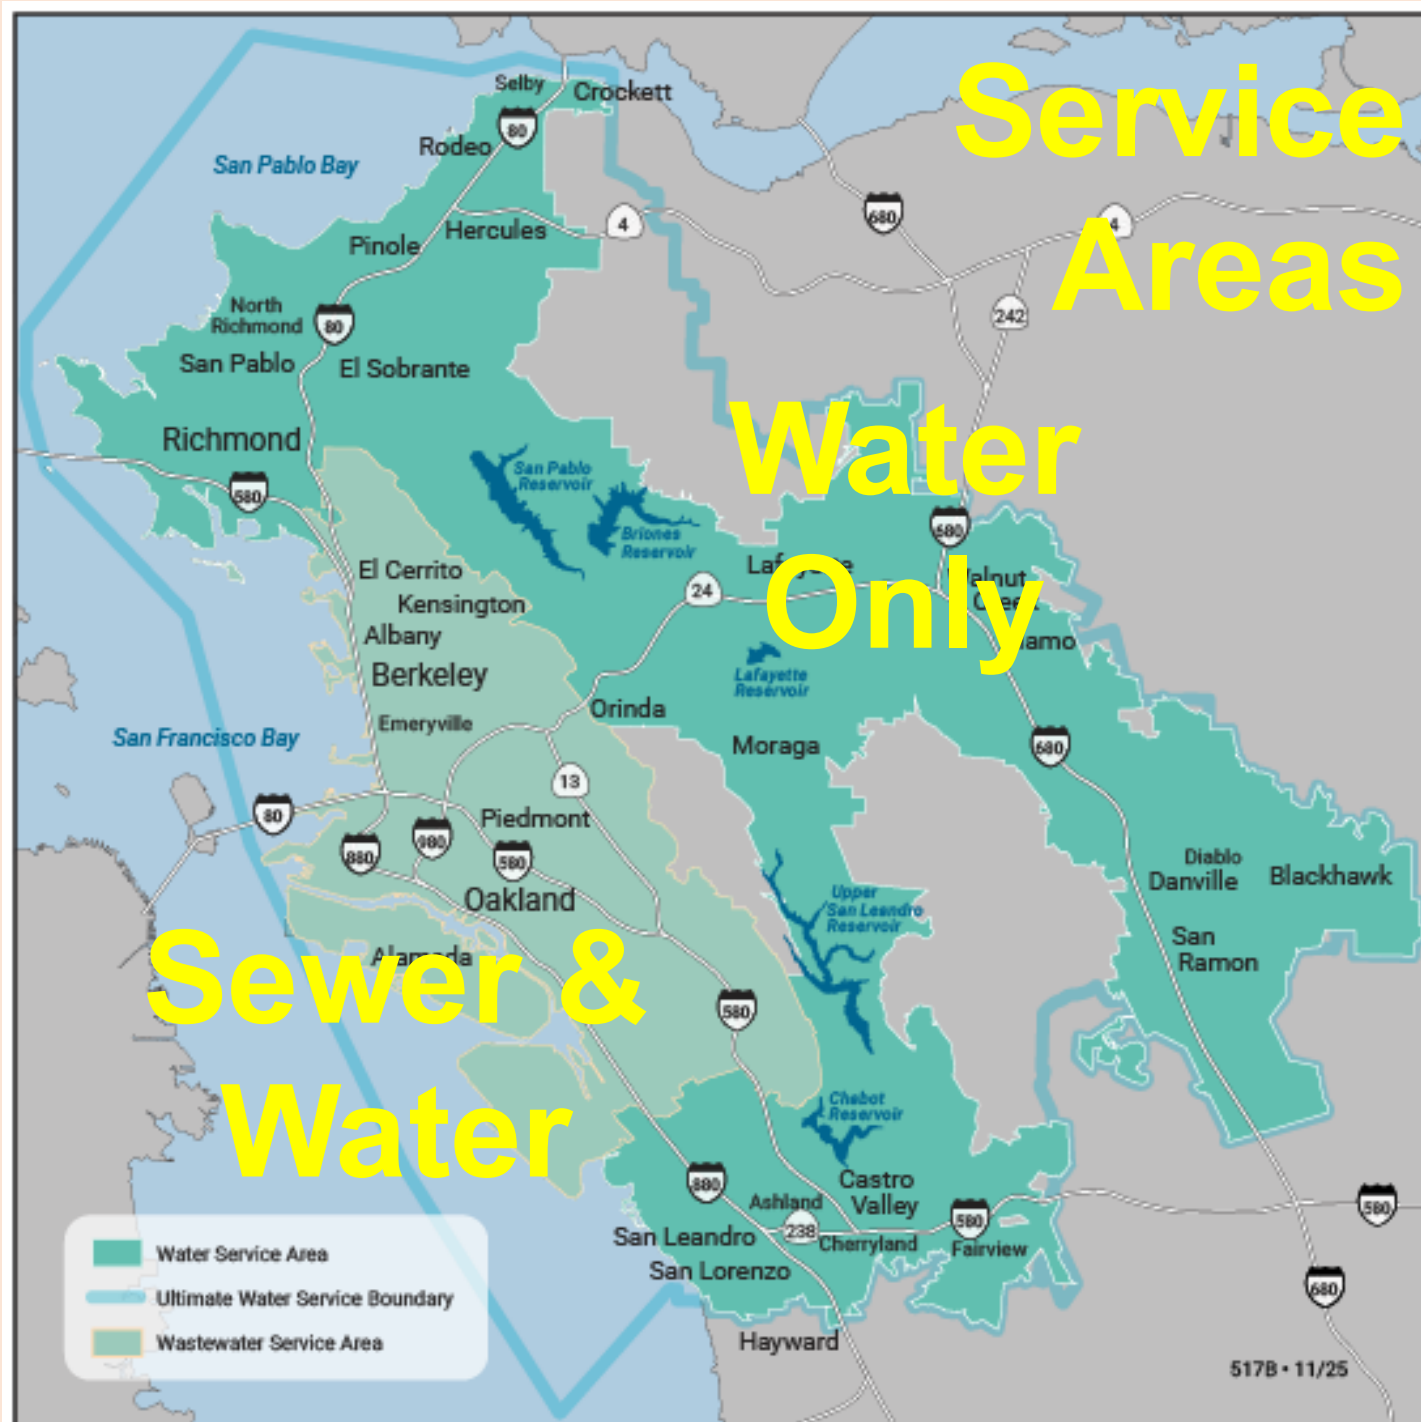 Service
Areas
Selby
Crockett
80
Rodeo
San Pablo Bay
680
4
4
Hercules
Pinole
242
North
Richmond
80
San Pablo
El Sobrante
Water
Only
Richmond
San Pablo
Reservoir
580
Briones
Reservoir
680
Lafayette
Walnut
Creek
El Cerrito
24
Kensington
Albany
Berkeley
Lafayette
Reservoir
Orinda
Emeryville
San Francisco Bay
Moraga
680
13
80
Piedmont
980
880
580
Diablo
Danville
Blackhawk
Oakland
Upper
San Leandro
Reservoir
San
Ramon
Sewer &
Water
Alameda
580
Chabot
Reservoir
880
Castro
Valley
Ashland
580
580
238
San Leandro
Cherryland
Fairview
San Lorenzo
680
Hayward
Water Service Area
Ultimate Water Service Boundary
Wastewater Service Area
517B • 11/25